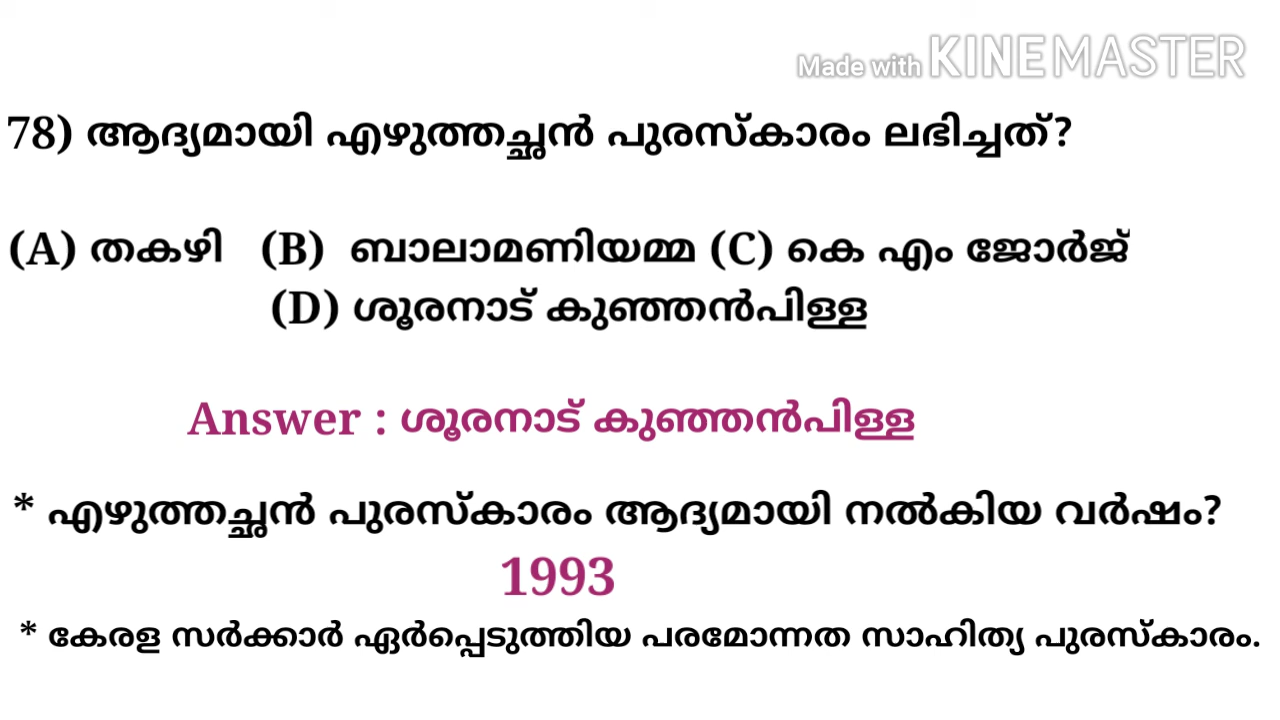 Made with KINEMASTER
78) ആദ്യമായി എഴുത്തച്ഛൻ പുരസ്കാരം ലഭിച്ചത്?
(A) തകഴി (B) ബാലാമണിയമ്മ (C) കെ എം ജോർജ്
(D) ശൂരനാട് കുഞ്ഞൻപിള്ള
Answer : ശൂരനാട് കുഞ്ഞൻപിള്ള
* എഴുത്തച്ഛൻ പുരസ്കാരം ആദ്യമായി നൽകിയ വർഷം?
1993
* കേരള സർക്കാർ ഏർപ്പെടുത്തിയ പരമോന്നത സാഹിത്യ പുരസ്കാരം.